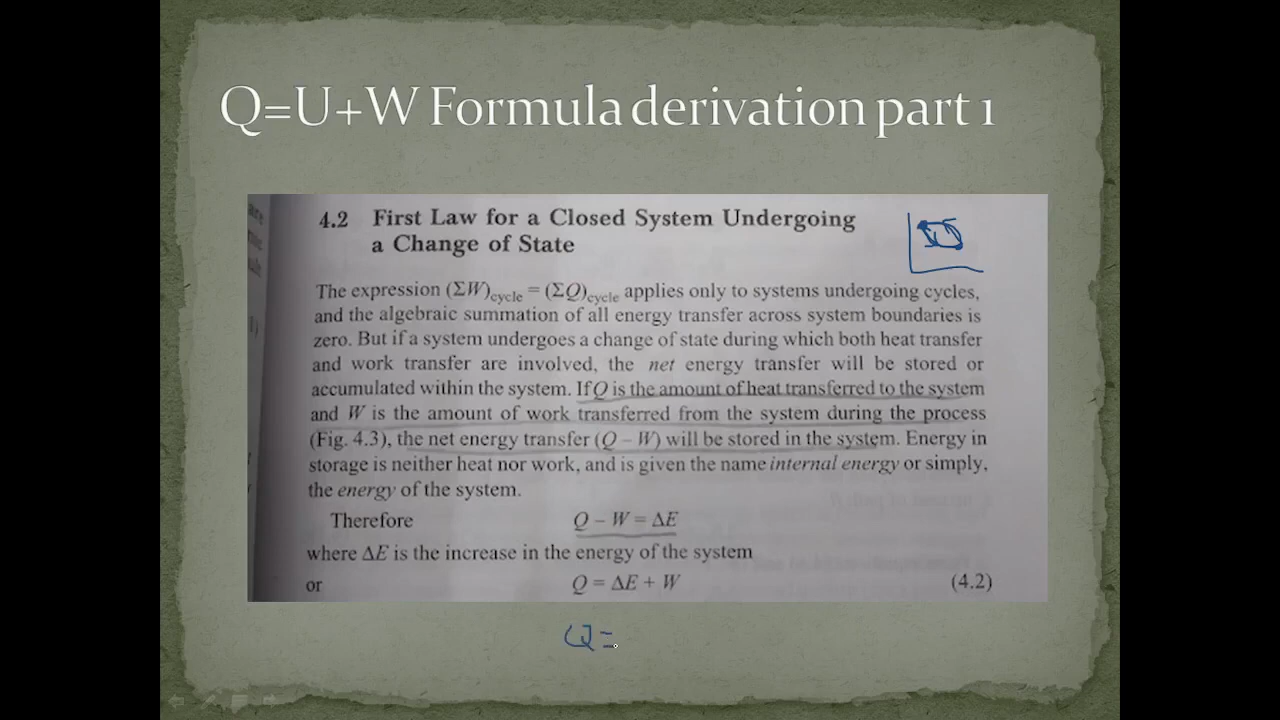 Q=U+W Formula derivation part 1
4.2 First Law for a Closed System Undergoing
a Change of State
The expression (ΣW)cycle = (ΣQ)cycle applies only to systems undergoing cycles,
and the algebraic summation of all energy transfer across system boundaries is
zero. But if a system undergoes a change of state during which both heat transfer
and work transfer are involved, the net energy transfer will be stored or
accumulated within the system. If Q is the amount of heat transferred to the system
and W is the amount of work transferred from the system during the process
(Fig. 4.3), the net energy transfer (Q – W) will be stored in the system. Energy in
storage is neither heat nor work, and is given the name internal energy or simply,
the energy of the system.
Therefore Q – W = ΔE
where ΔE is the increase in the energy of the system
or Q = ΔE + W (4.2)
Q=